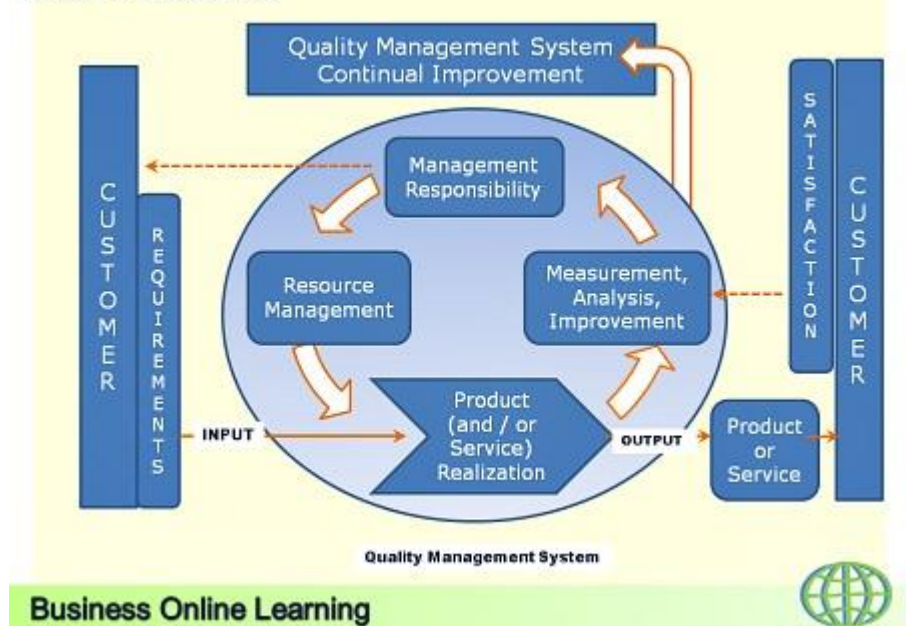 Quality Management System
Continual Improvement
CUSTOMER
REQUIREMENTS
Management
Responsibility
Resource
Management
Measurement,
Analysis,
Improvement
SATISFACTION
CUSTOMER
INPUT
Product
(and / or
Service)
Realization
OUTPUT
Product
or
Service
Quality Management System
Business Online Learning